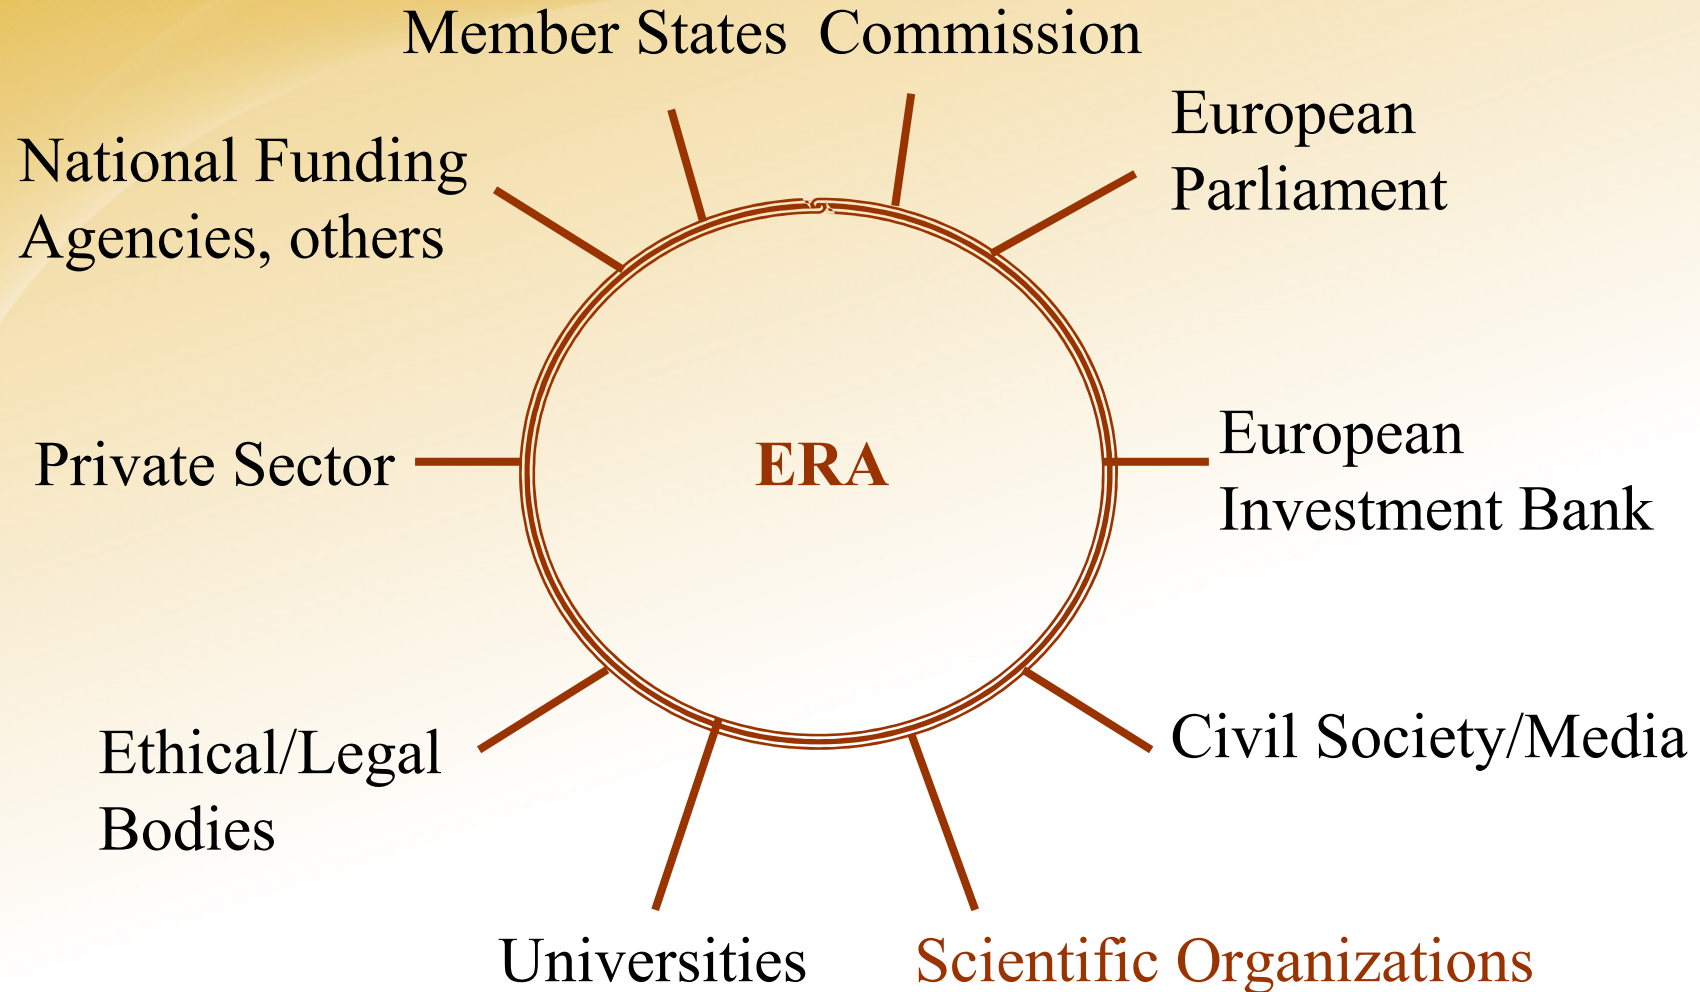 Member States Commission
European
Parliament
National Funding
Agencies, others
Private Sector
ERA
European
Investment Bank
Ethical/Legal
Bodies
Civil Society/Media
Universities
Scientific Organizations